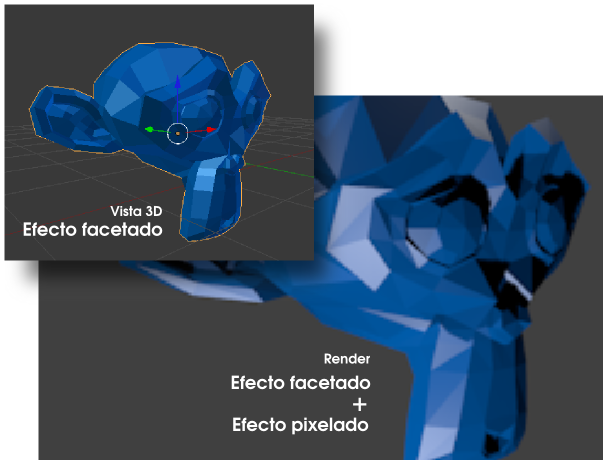 Vista 3D
Efecto facetado
Render
Efecto facetado
+
Efecto pixelado